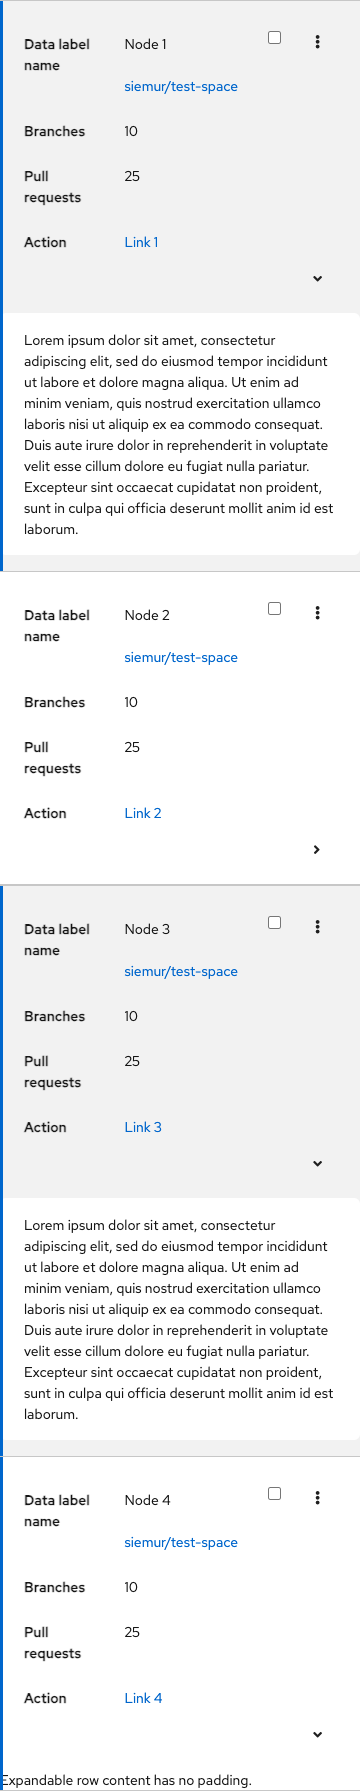 Data label name Node 1
siemur/test-space
Branches 10
Pull requests 25
Action Link 1
Lorem ipsum dolor sit amet, consectetur
adipiscing elit, sed do eiusmod tempor incididunt
ut labore et dolore magna aliqua. Ut enim ad
minim veniam, quis nostrud exercitation ullamco
laboris nisi ut aliquip ex ea commodo consequat.
Duis aute irure dolor in reprehenderit in voluptate
velit esse cillum dolore eu fugiat nulla pariatur.
Excepteur sint occaecat cupidatat non proident,
sunt in culpa qui officia deserunt mollit anim id est
laborum.
Data label name Node 2
siemur/test-space
Branches 10
Pull requests 25
Action Link 2
Data label name Node 3
siemur/test-space
Branches 10
Pull requests 25
Action Link 3
Lorem ipsum dolor sit amet, consectetur
adipiscing elit, sed do eiusmod tempor incididunt
ut labore et dolore magna aliqua. Ut enim ad
minim veniam, quis nostrud exercitation ullamco
laboris nisi ut aliquip ex ea commodo consequat.
Duis aute irure dolor in reprehenderit in voluptate
velit esse cillum dolore eu fugiat nulla pariatur.
Excepteur sint occaecat cupidatat non proident,
sunt in culpa qui officia deserunt mollit anim id est
laborum.
Data label name Node 4
siemur/test-space
Branches 10
Pull requests 25
Action Link 4
Expandable row content has no padding.